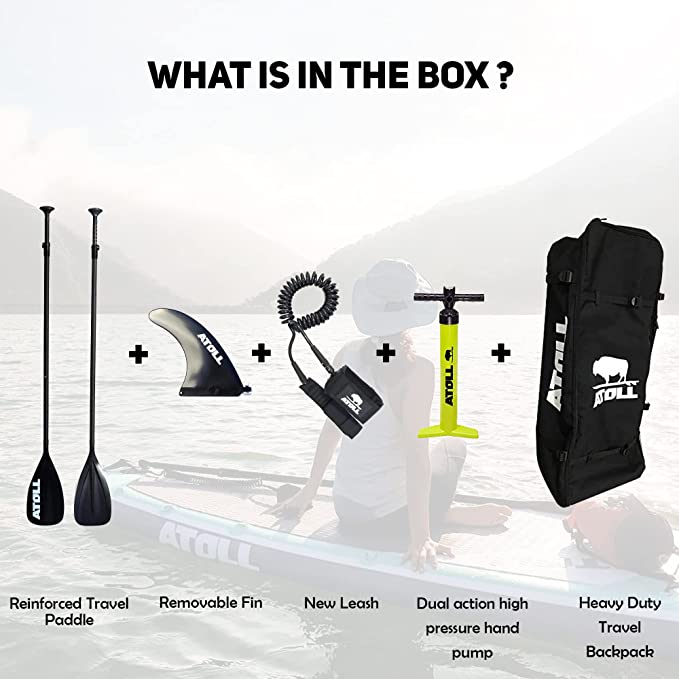 WHAT IS IN THE BOX ?
+
+
+
+
ATOLL
ATOLL
ATOLL
ATOLL
ATOLL
ATOLL
ATOLL
Reinforced Travel
Paddle
Removable Fin
New Leash
Dual action high
pressure hand
pump
Heavy Duty
Travel
Backpack